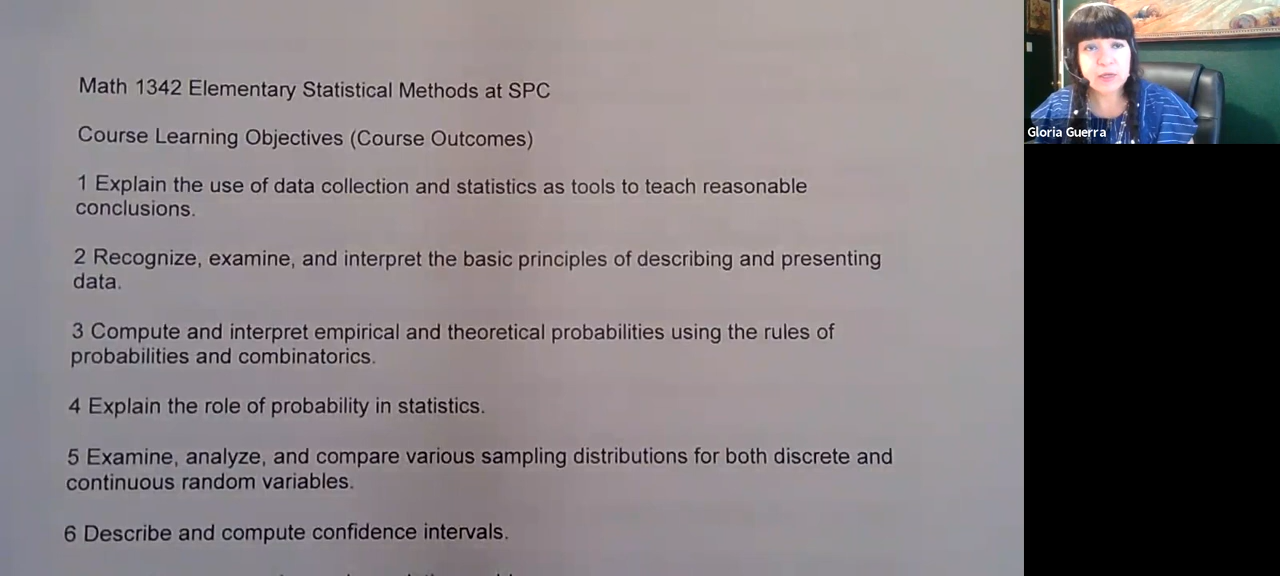 Math 1342 Elementary Statistical Methods at SPC
Course Learning Objectives (Course Outcomes)
1 Explain the use of data collection and statistics as tools to teach reasonable
conclusions.
2 Recognize, examine, and interpret the basic principles of describing and presenting
data.
3 Compute and interpret empirical and theoretical probabilities using the rules of
probabilities and combinatorics.
4 Explain the role of probability in statistics.
5 Examine, analyze, and compare various sampling distributions for both discrete and
continuous random variables.
6 Describe and compute confidence intervals.
Gloria Guerra